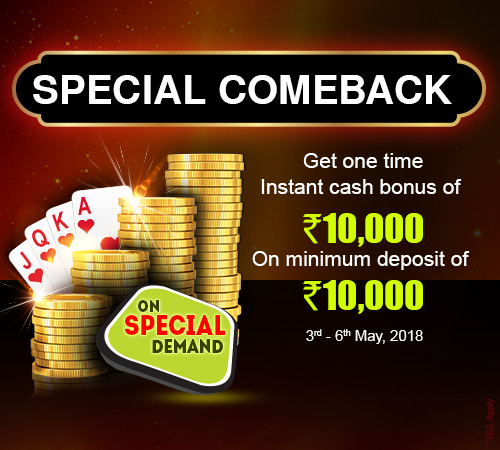 SPECIAL COMEBACK
Get one time
Instant cash bonus of
₹10,000
On minimum deposit of
₹10,000
3rd - 6th May, 2018
J
Q
K
A
ON
SPECIAL
DEMAND
*T&C Apply